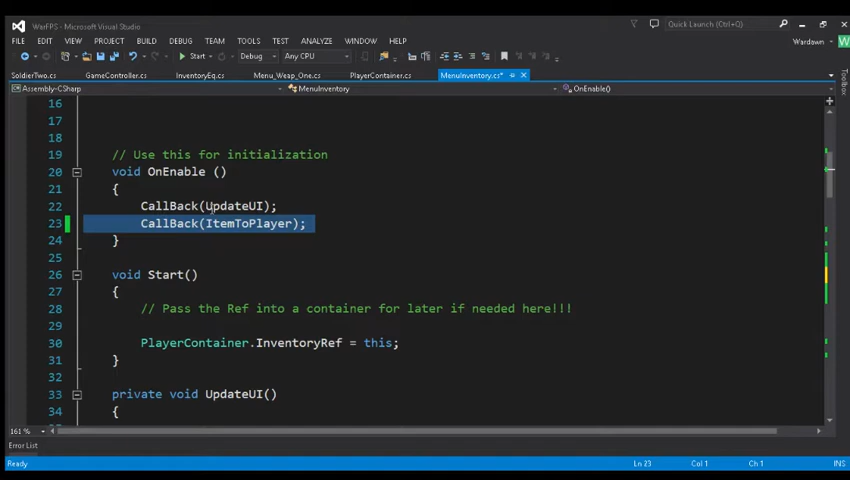 WarFPS - Microsoft Visual Studio
Quick Launch (Ctrl+Q)
FILE EDIT VIEW PROJECT BUILD DEBUG TEAM TOOLS TEST ANALYZE WINDOW HELP
Wardawn
W
Start Debug Any CPU
SoldierTwo.cs GameController.cs InventoryEq.cs Menu_Weap_One.cs PlayerContainer.cs MenuInventory.cs*
Toolbox
Assembly-CSharp MenuInventory OnEnable()
16
17
18
19 // Use this for initialization
20 void OnEnable ()
21 {
22 CallBack(UpdateUI);
23 CallBack(ItemToPlayer);
24 }
25
26 void Start()
27 {
28 // Pass the Ref into a container for later if needed here!!!
29
30 PlayerContainer.InventoryRef = this;
31 }
32
33 private void UpdateUI()
34 {
161 %
Error List
Ready Ln 23 Col 1 Ch 1 INS